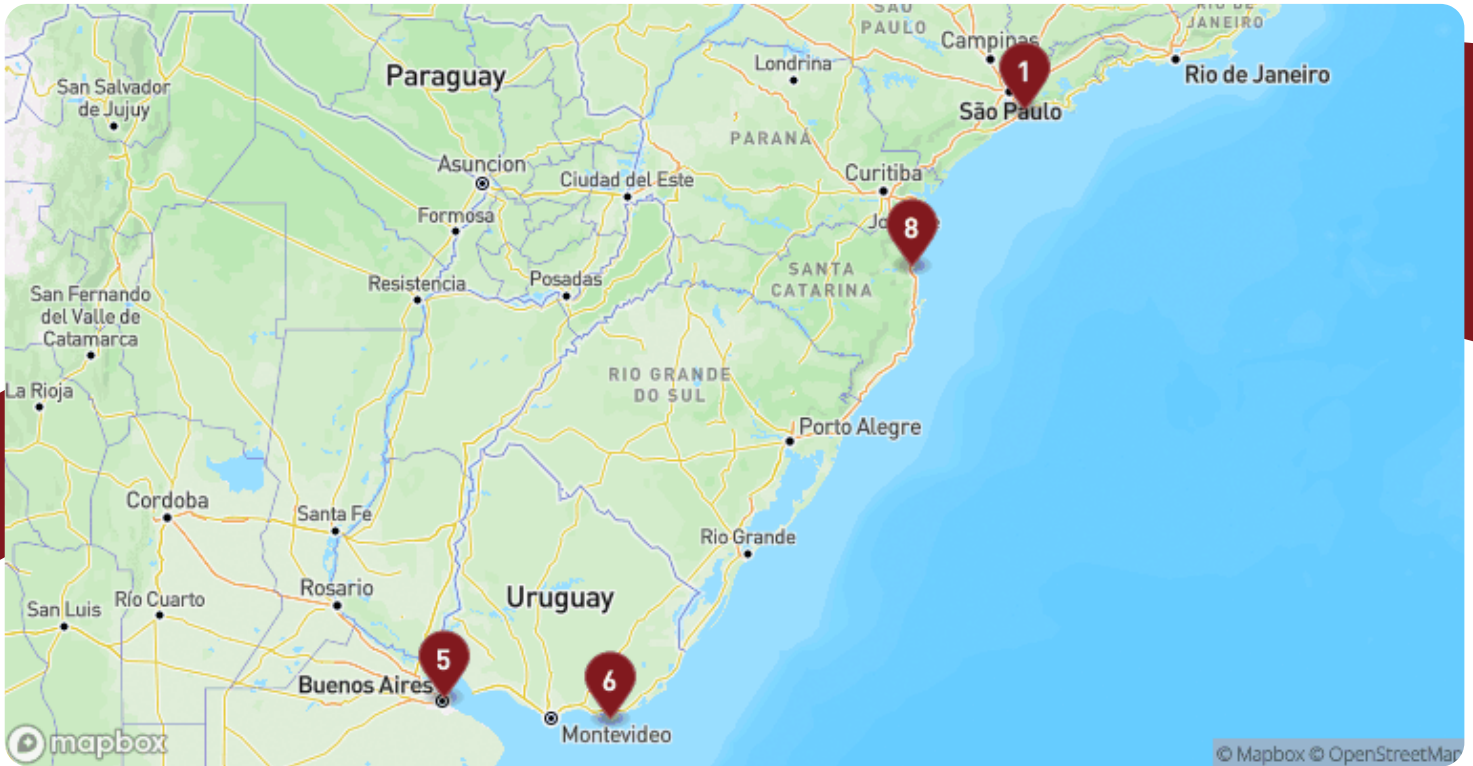 SÃO
PAULO
RIO DE
JANEIRO
Campinas
Paraguay
Londrina
1
Rio de Janeiro
San Salvador
de Jujuy
São Paulo
PARANÁ
Asuncion
Curitiba
Ciudad del Este
Formosa
8
SANTA
CATARINA
Resistencia
Posadas
San Fernando
del Valle de
Catamarca
La Rioja
RIO GRANDE
DO SUL
Porto Alegre
Cordoba
Santa Fe
Rio Grande
Rosario
Uruguay
San Luis
Río Cuarto
5
6
Buenos Aires
Montevideo
mapbox
© Mapbox © OpenStreetMap